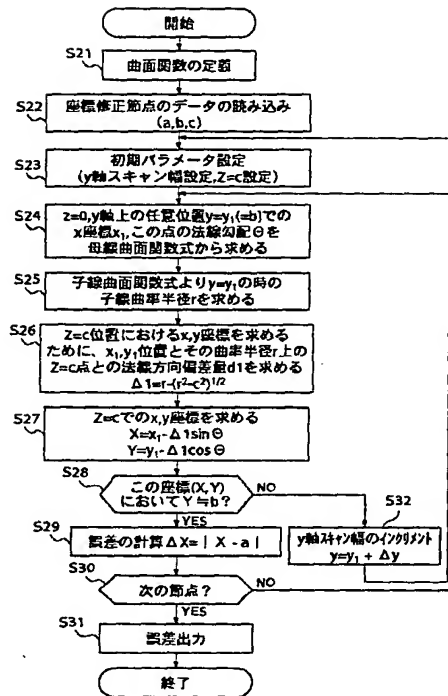 開始
S21
曲面関数の定義
S22
座標修正節点のデータの読み込み
(a,b,c)
S23
初期パラメータ設定
(y軸スキャン幅設定,Z=c設定)
S24
z=0,y軸上の任意位置y=y₁(=b)での
x座標x₁,この点の法線勾配Θを
母線曲面関数式から求める
S25
子線曲面関数式よりy=y₁の時の
子線曲率半径rを求める
S26
Z=c位置におけるx,y座標を求める
ために、x₁,y₁位置とその曲率半径r上の
Z=c点との法線方向偏差量d1を求める
Δ1=r-(r²-c²)^1/2
S27
Z=cでのx,y座標を求める
X=x₁-Δ1sinΘ
Y=y₁-Δ1cosΘ
S28
この座標(X,Y)
においてY≒b?
NO
YES
S32
y軸スキャン幅のインクリメント
y=y₁+Δy
S29
誤差の計算ΔX=|X-a|
S30
次の節点?
NO
YES
S31
誤差出力
終了